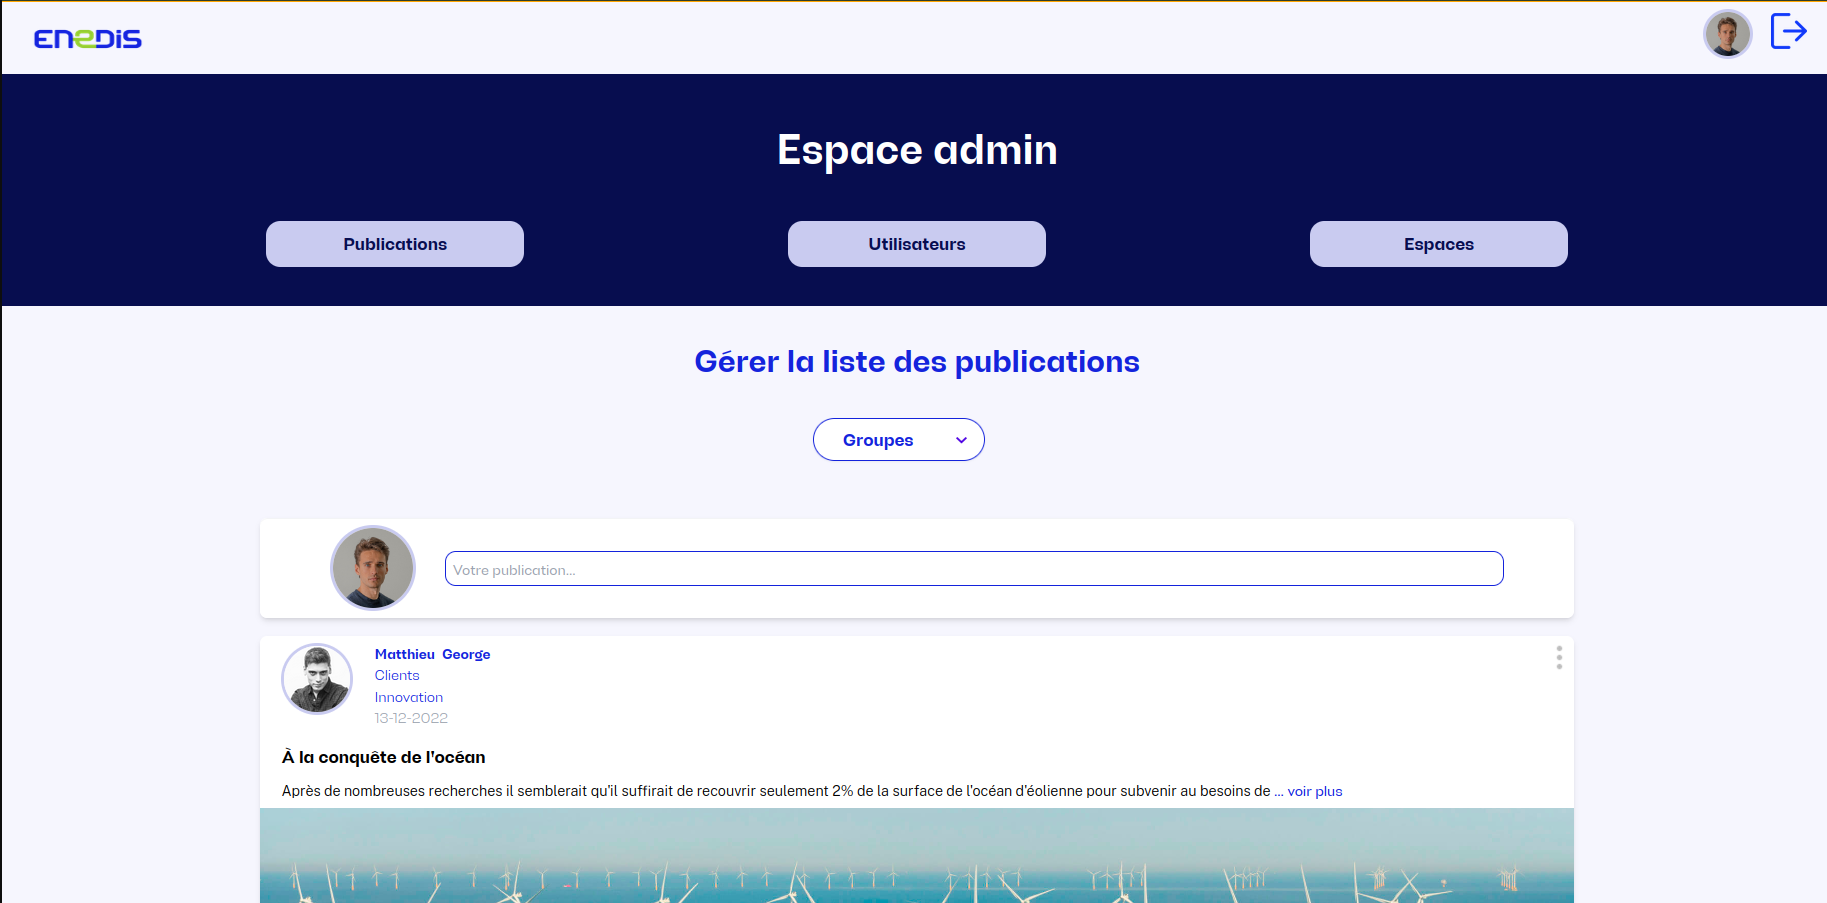 ENEDIS
Espace admin
Publications
Utilisateurs
Espaces
Gérer la liste des publications
Groupes
Votre publication...
Matthieu George
Clients
Innovation
13-12-2022
À la conquête de l'océan
Après de nombreuses recherches il semblerait qu'il suffirait de recouvrir seulement 2% de la surface de l'océan d'éolienne pour subvenir au besoins de ... voir plus